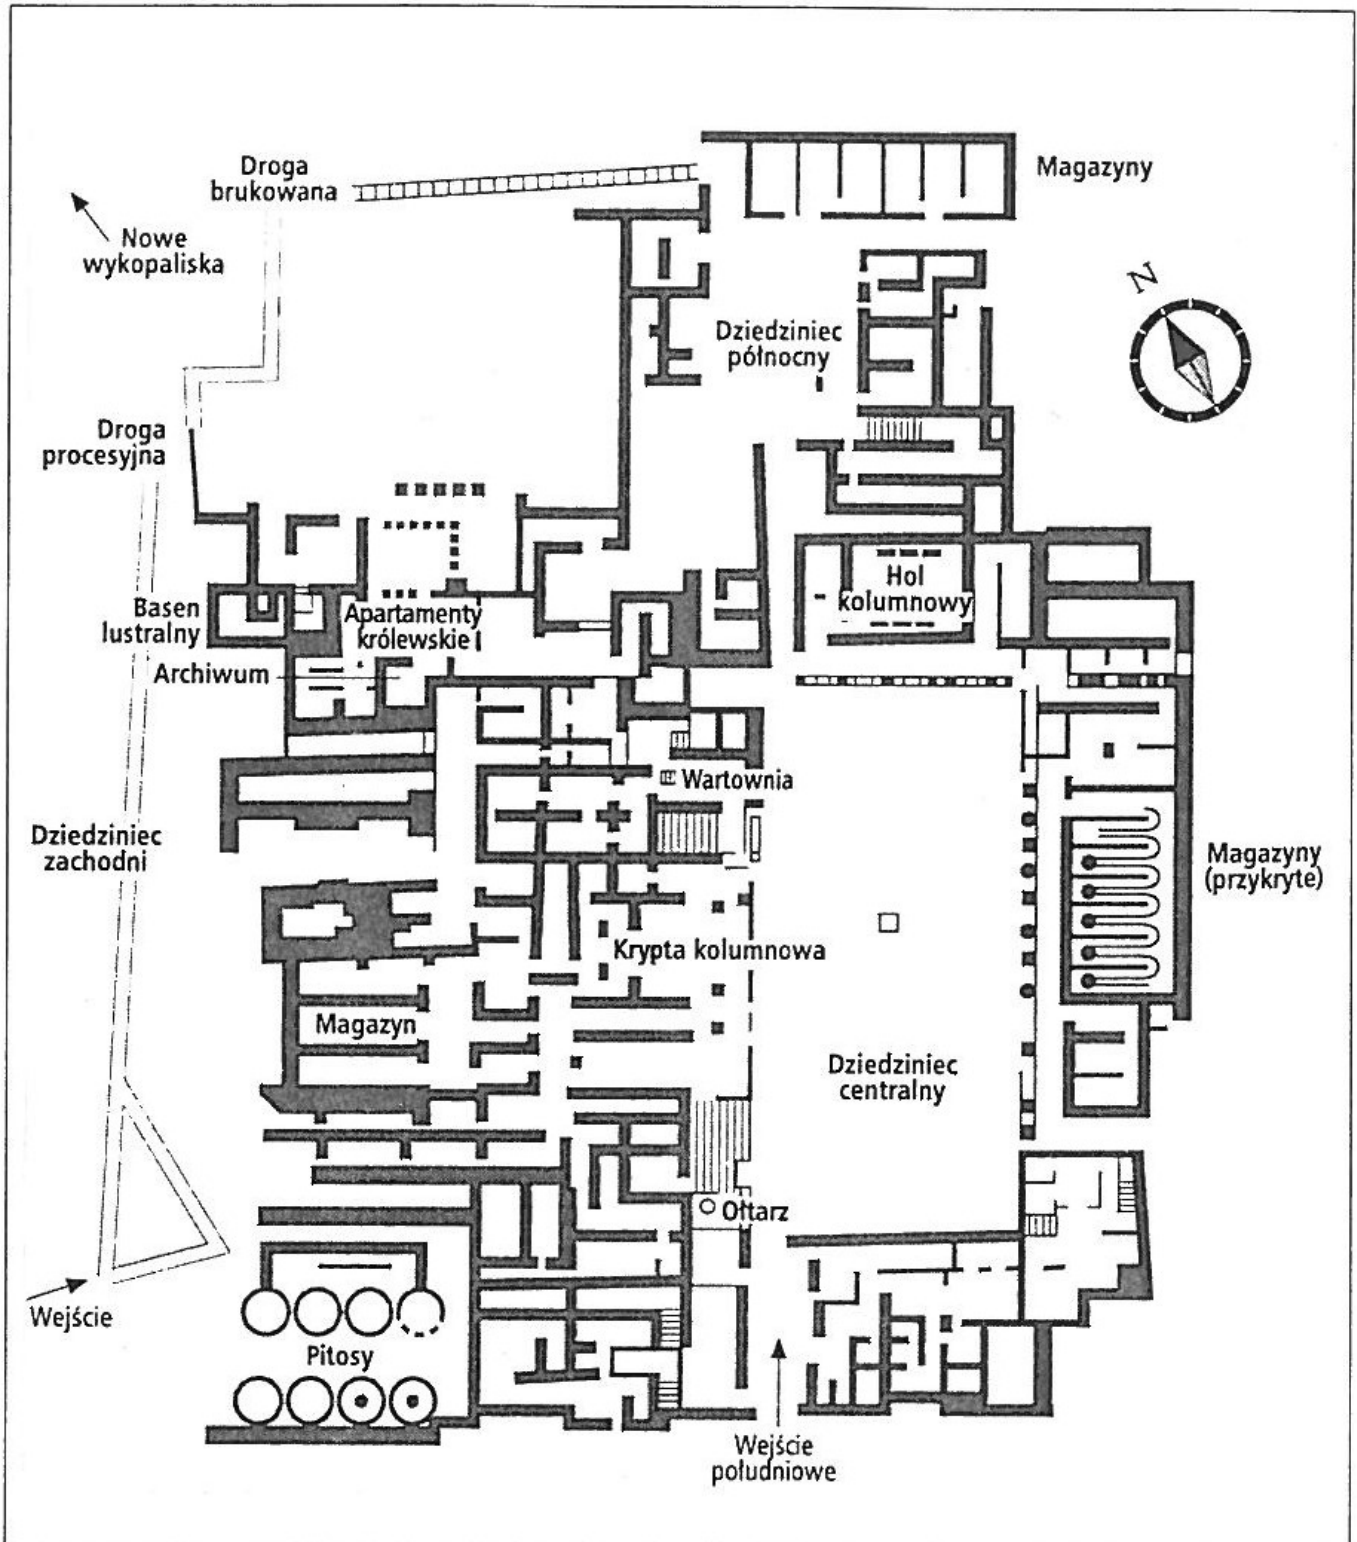 Droga
brukowana
Magazyny
Nowe
wykopaliska
N
Dziedziniec
północny
Droga
procesyjna
Hol
kolumnowy
Basen
lustralny
Apartamenty
królewskie
Archiwum
Wartownia
Dziedziniec
zachodni
Magazyny
(przykryte)
Krypta kolumnowa
Magazyn
Dziedziniec
centralny
Ołtarz
Wejście
Pitosy
Wejście
południowe